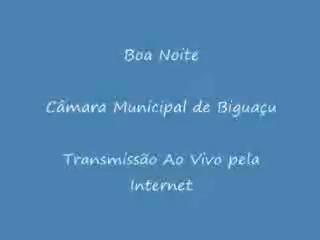 Boa Noite
Câmara Municipal de Biguaçu
Transmissão Ao Vivo pela
Internet